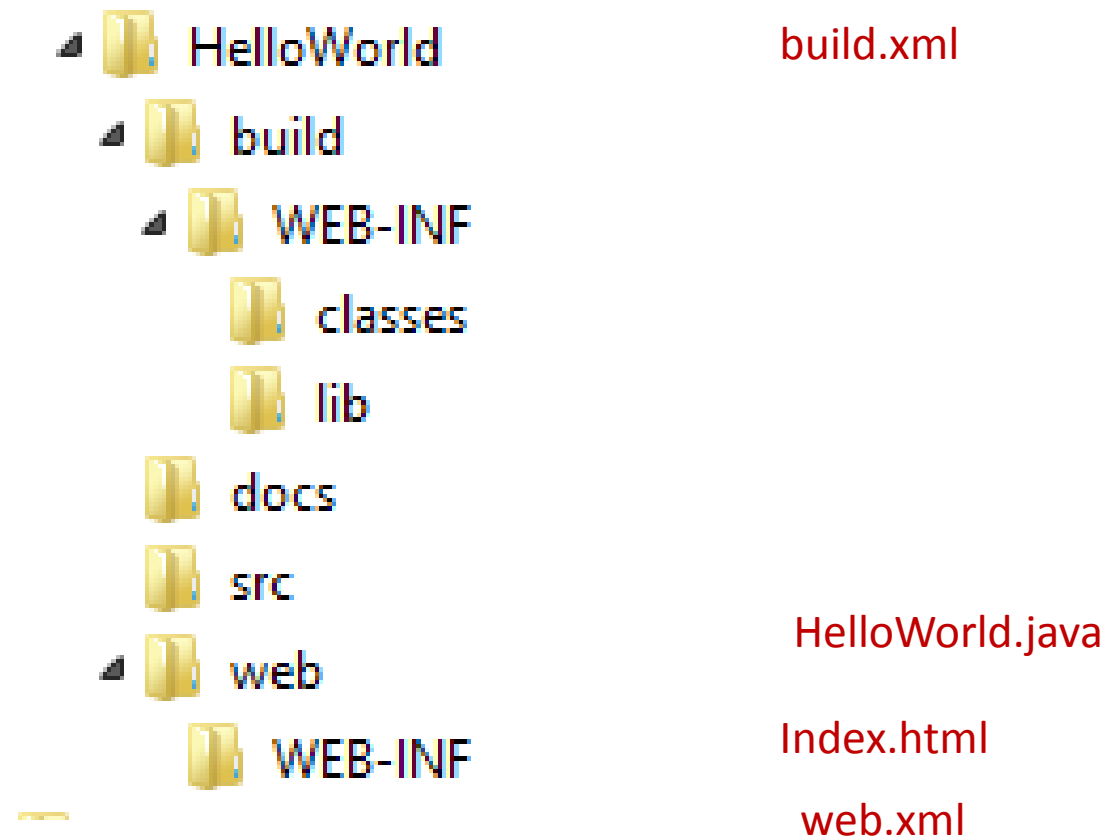 HelloWorld build.xml
build
WEB-INF
classes
lib
docs
src
HelloWorld.java
web
Index.html
WEB-INF
web.xml